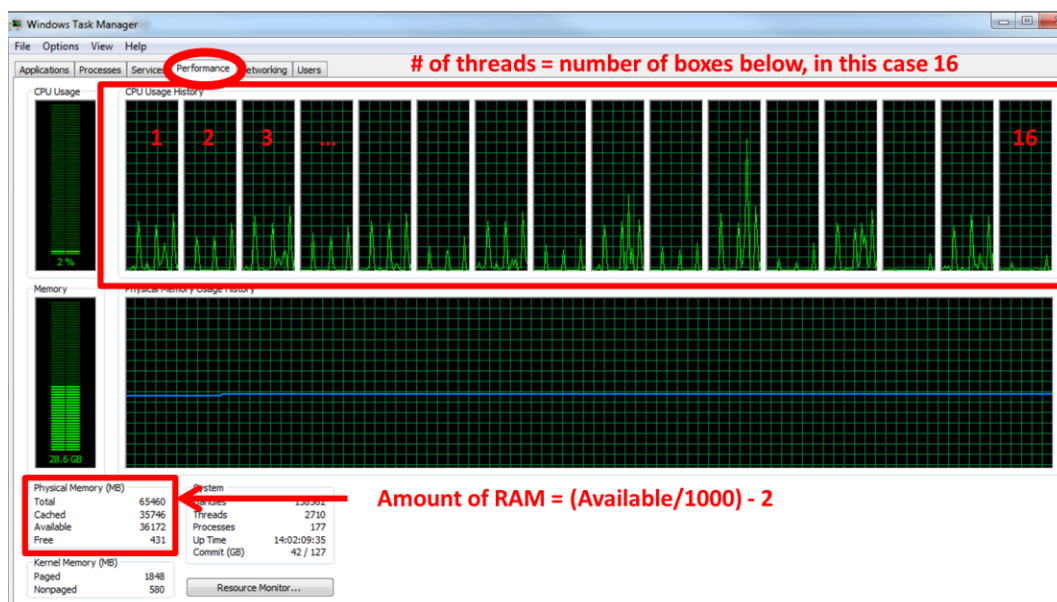 Windows Task Manager
File Options View Help
Applications Processes Services Performance etworking Users
# of threads = number of boxes below, in this case 16
CPU Usage
CPU Usage History
1 2 3 ... 16
2 %
Memory
Physical Memory Usage History
28.6 GB
Physical Memory (MB)
Total 65460
Cached 35746
Available 36172
Free 431
System
Handles
Threads 2710
Processes 177
Up Time 14:02:09:35
Commit (GB) 42 / 127
Amount of RAM = (Available/1000) - 2
Kernel Memory (MB)
Paged 1848
Nonpaged 580
Resource Monitor...